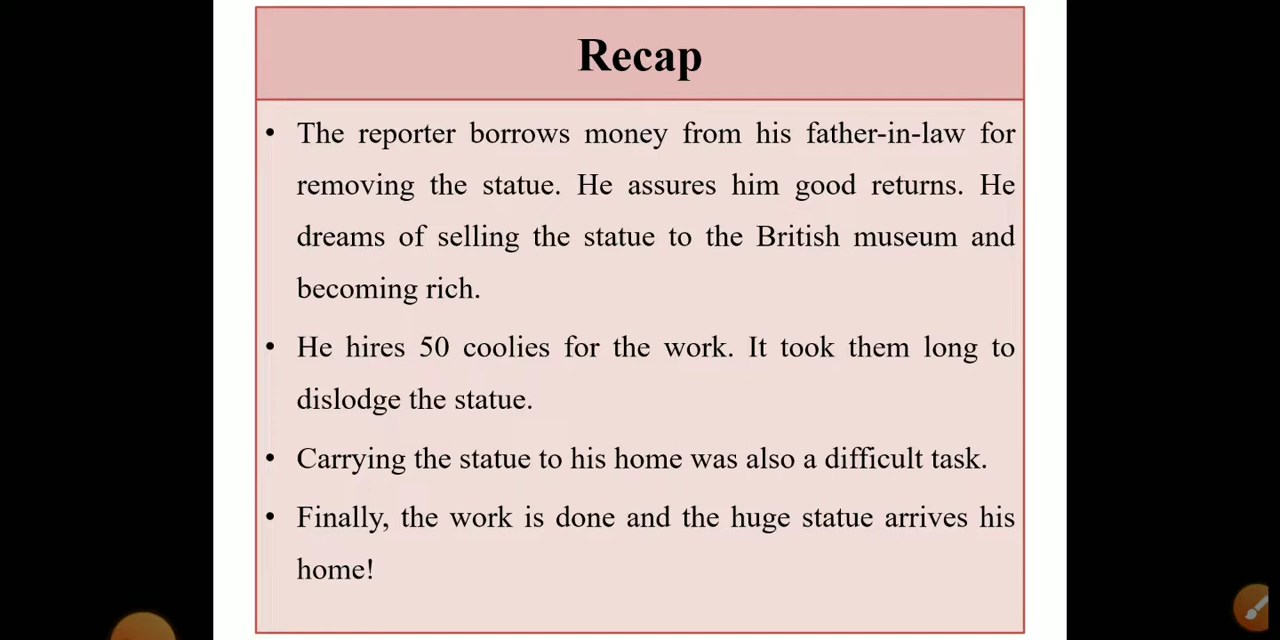 Recap
• The reporter borrows money from his father-in-law for
removing the statue. He assures him good returns. He
dreams of selling the statue to the British museum and
becoming rich.
• He hires 50 coolies for the work. It took them long to
dislodge the statue.
• Carrying the statue to his home was also a difficult task.
• Finally, the work is done and the huge statue arrives his
home!